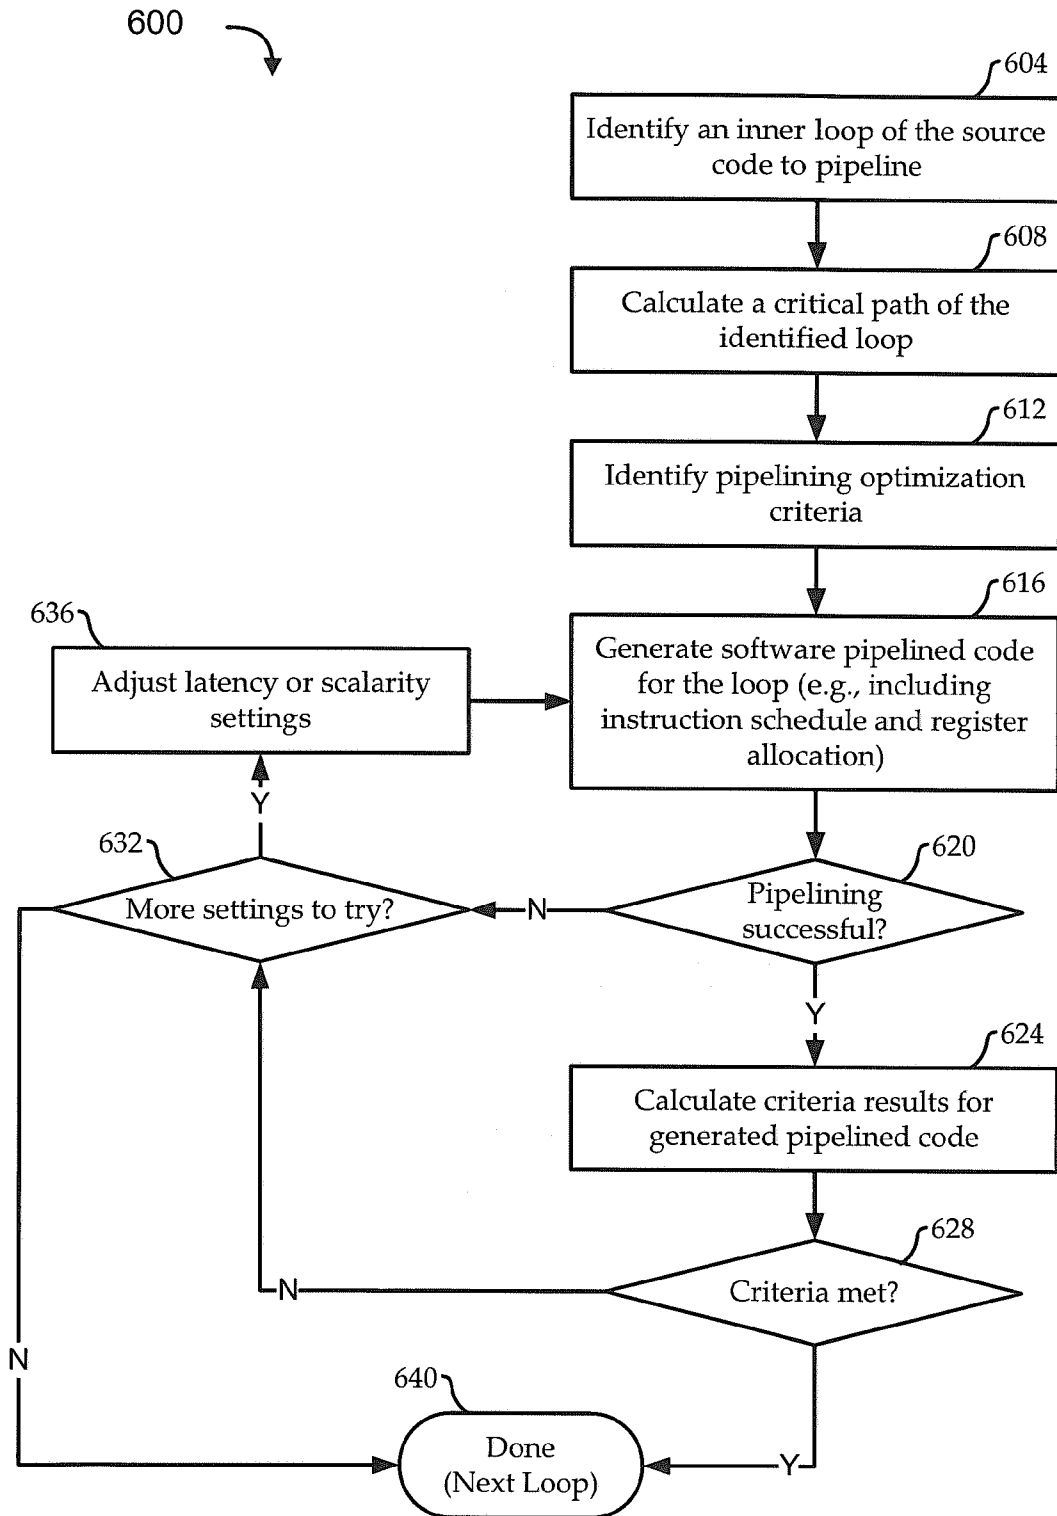 600
604
Identify an inner loop of the source
code to pipeline
608
Calculate a critical path of the
identified loop
612
Identify pipelining optimization
criteria
616
Generate software pipelined code
for the loop (e.g., including
instruction schedule and register
allocation)
636
Adjust latency or scalarity
settings
Y
632
More settings to try?
N
620
Pipelining
successful?
Y
624
Calculate criteria results for
generated pipelined code
628
Criteria met?
N
N
640
Done
(Next Loop)
Y